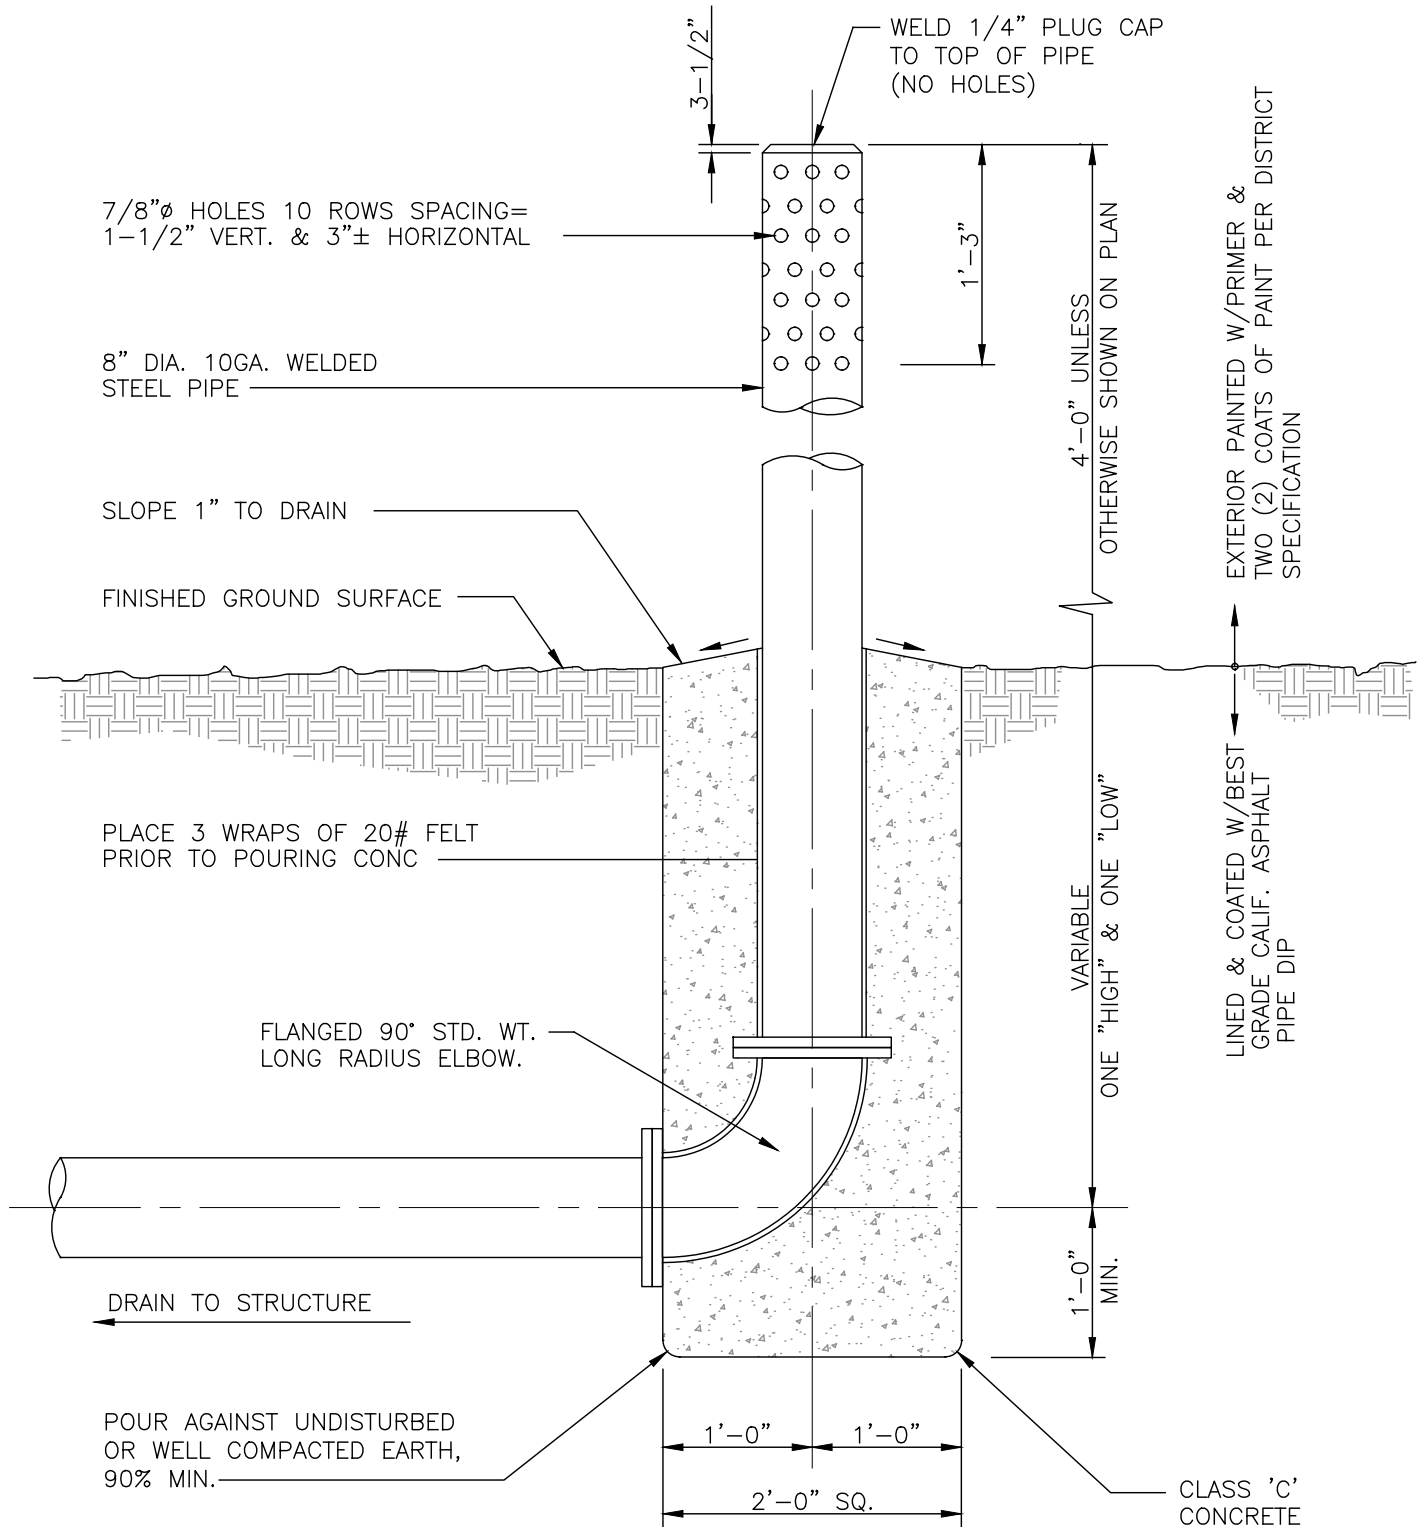 3-1/2"
WELD 1/4" PLUG CAP
TO TOP OF PIPE
(NO HOLES)
7/8"ø HOLES 10 ROWS SPACING=
1-1/2" VERT. & 3"± HORIZONTAL
1'-3"
4'-0" UNLESS
OTHERWISE SHOWN ON PLAN
EXTERIOR PAINTED W/PRIMER &
TWO (2) COATS OF PAINT PER DISTRICT
SPECIFICATION
8" DIA. 10GA. WELDED
STEEL PIPE
SLOPE 1" TO DRAIN
FINISHED GROUND SURFACE
PLACE 3 WRAPS OF 20# FELT
PRIOR TO POURING CONC
VARIABLE
ONE "HIGH" & ONE "LOW"
LINED & COATED W/BEST
GRADE CALIF. ASPHALT
PIPE DIP
FLANGED 90° STD. WT.
LONG RADIUS ELBOW.
DRAIN TO STRUCTURE
1'-0"
MIN.
POUR AGAINST UNDISTURBED
OR WELL COMPACTED EARTH,
90% MIN.
1'-0"
1'-0"
2'-0" SQ.
CLASS 'C'
CONCRETE